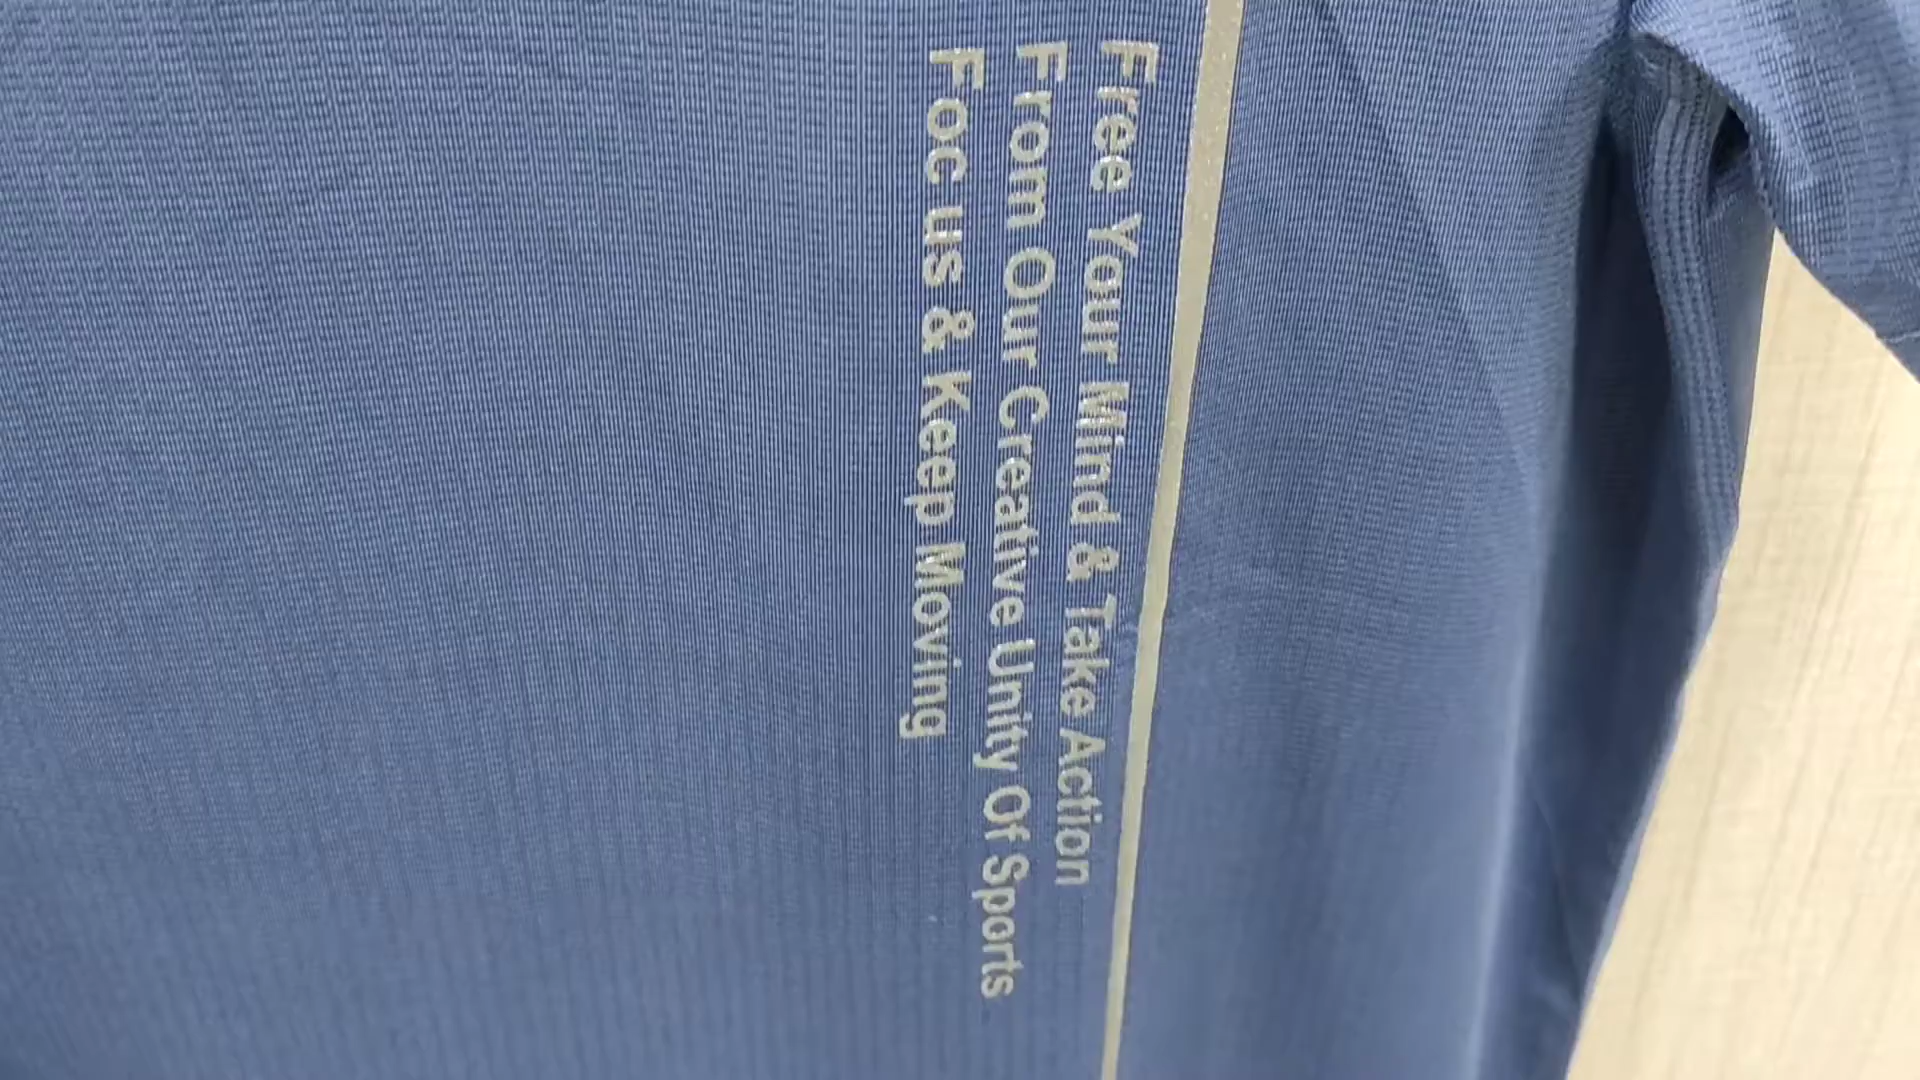 Free Your Mind & Take Action
From Our Creative Unity Of Sports
Foc us & Keep Moving